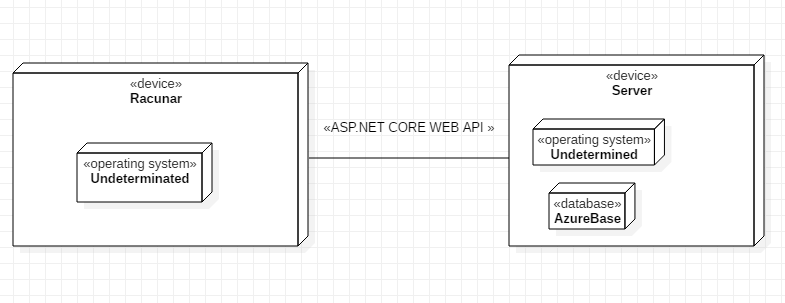 «device»
Racunar
«operating system»
Undeterminated
«ASP.NET CORE WEB API »
«device»
Server
«operating system»
Undetermined
«database»
AzureBase